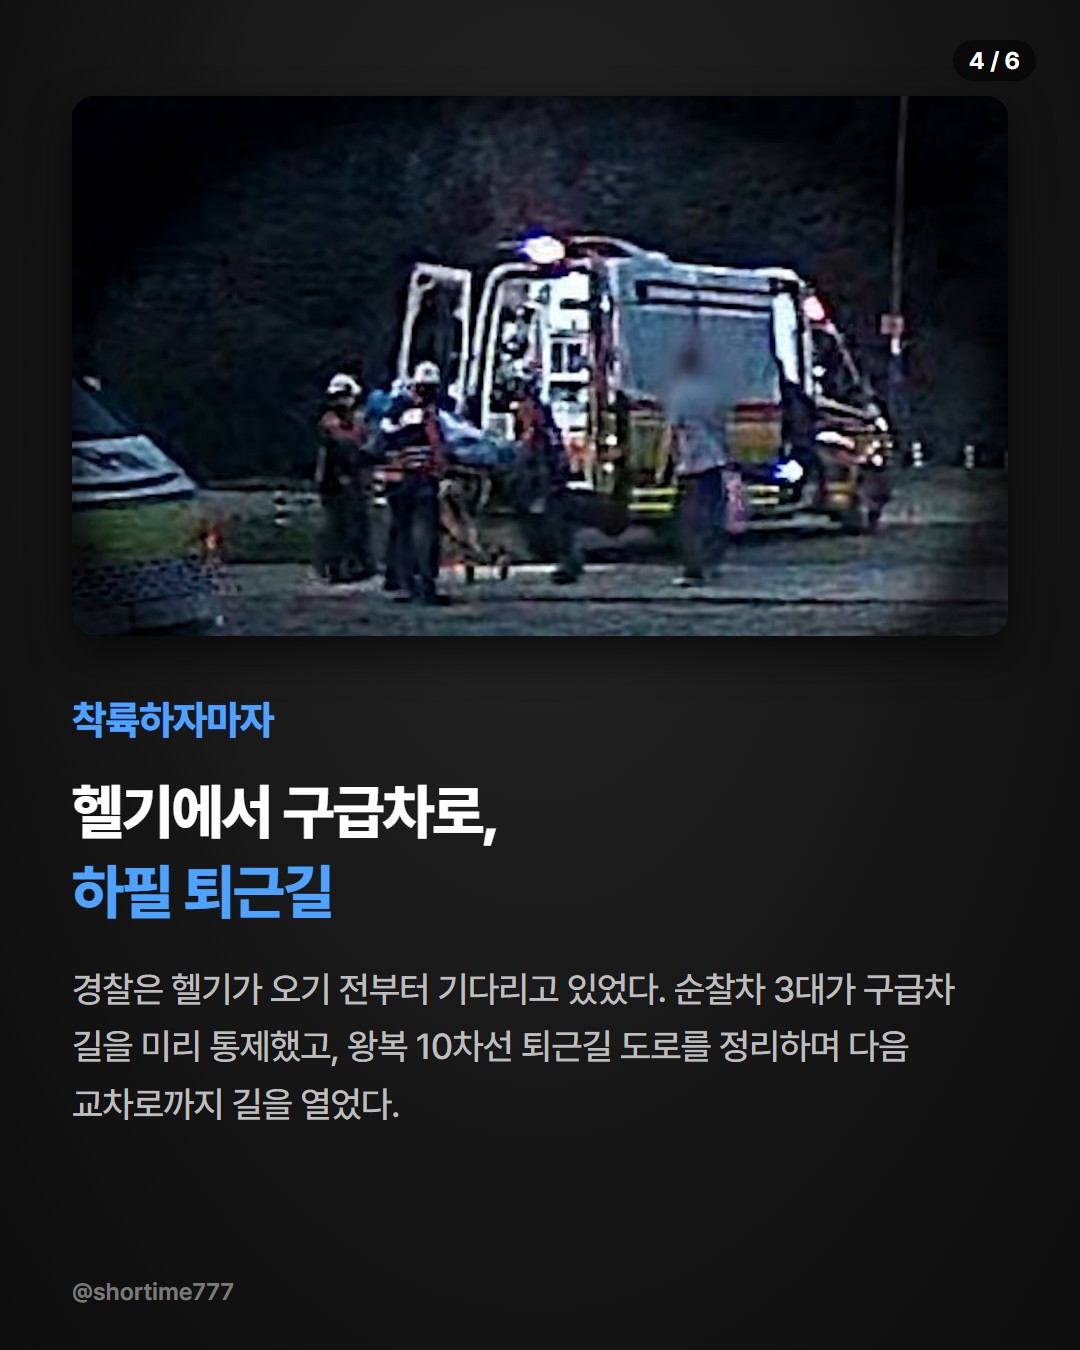 4 / 6
착륙하자마자
헬기에서 구급차로,
하필 퇴근길
경찰은 헬기가 오기 전부터 기다리고 있었다. 순찰차 3대가 구급차
길을 미리 통제했고, 왕복 10차선 퇴근길 도로를 정리하며 다음
교차로까지 길을 열었다.
@shortime777